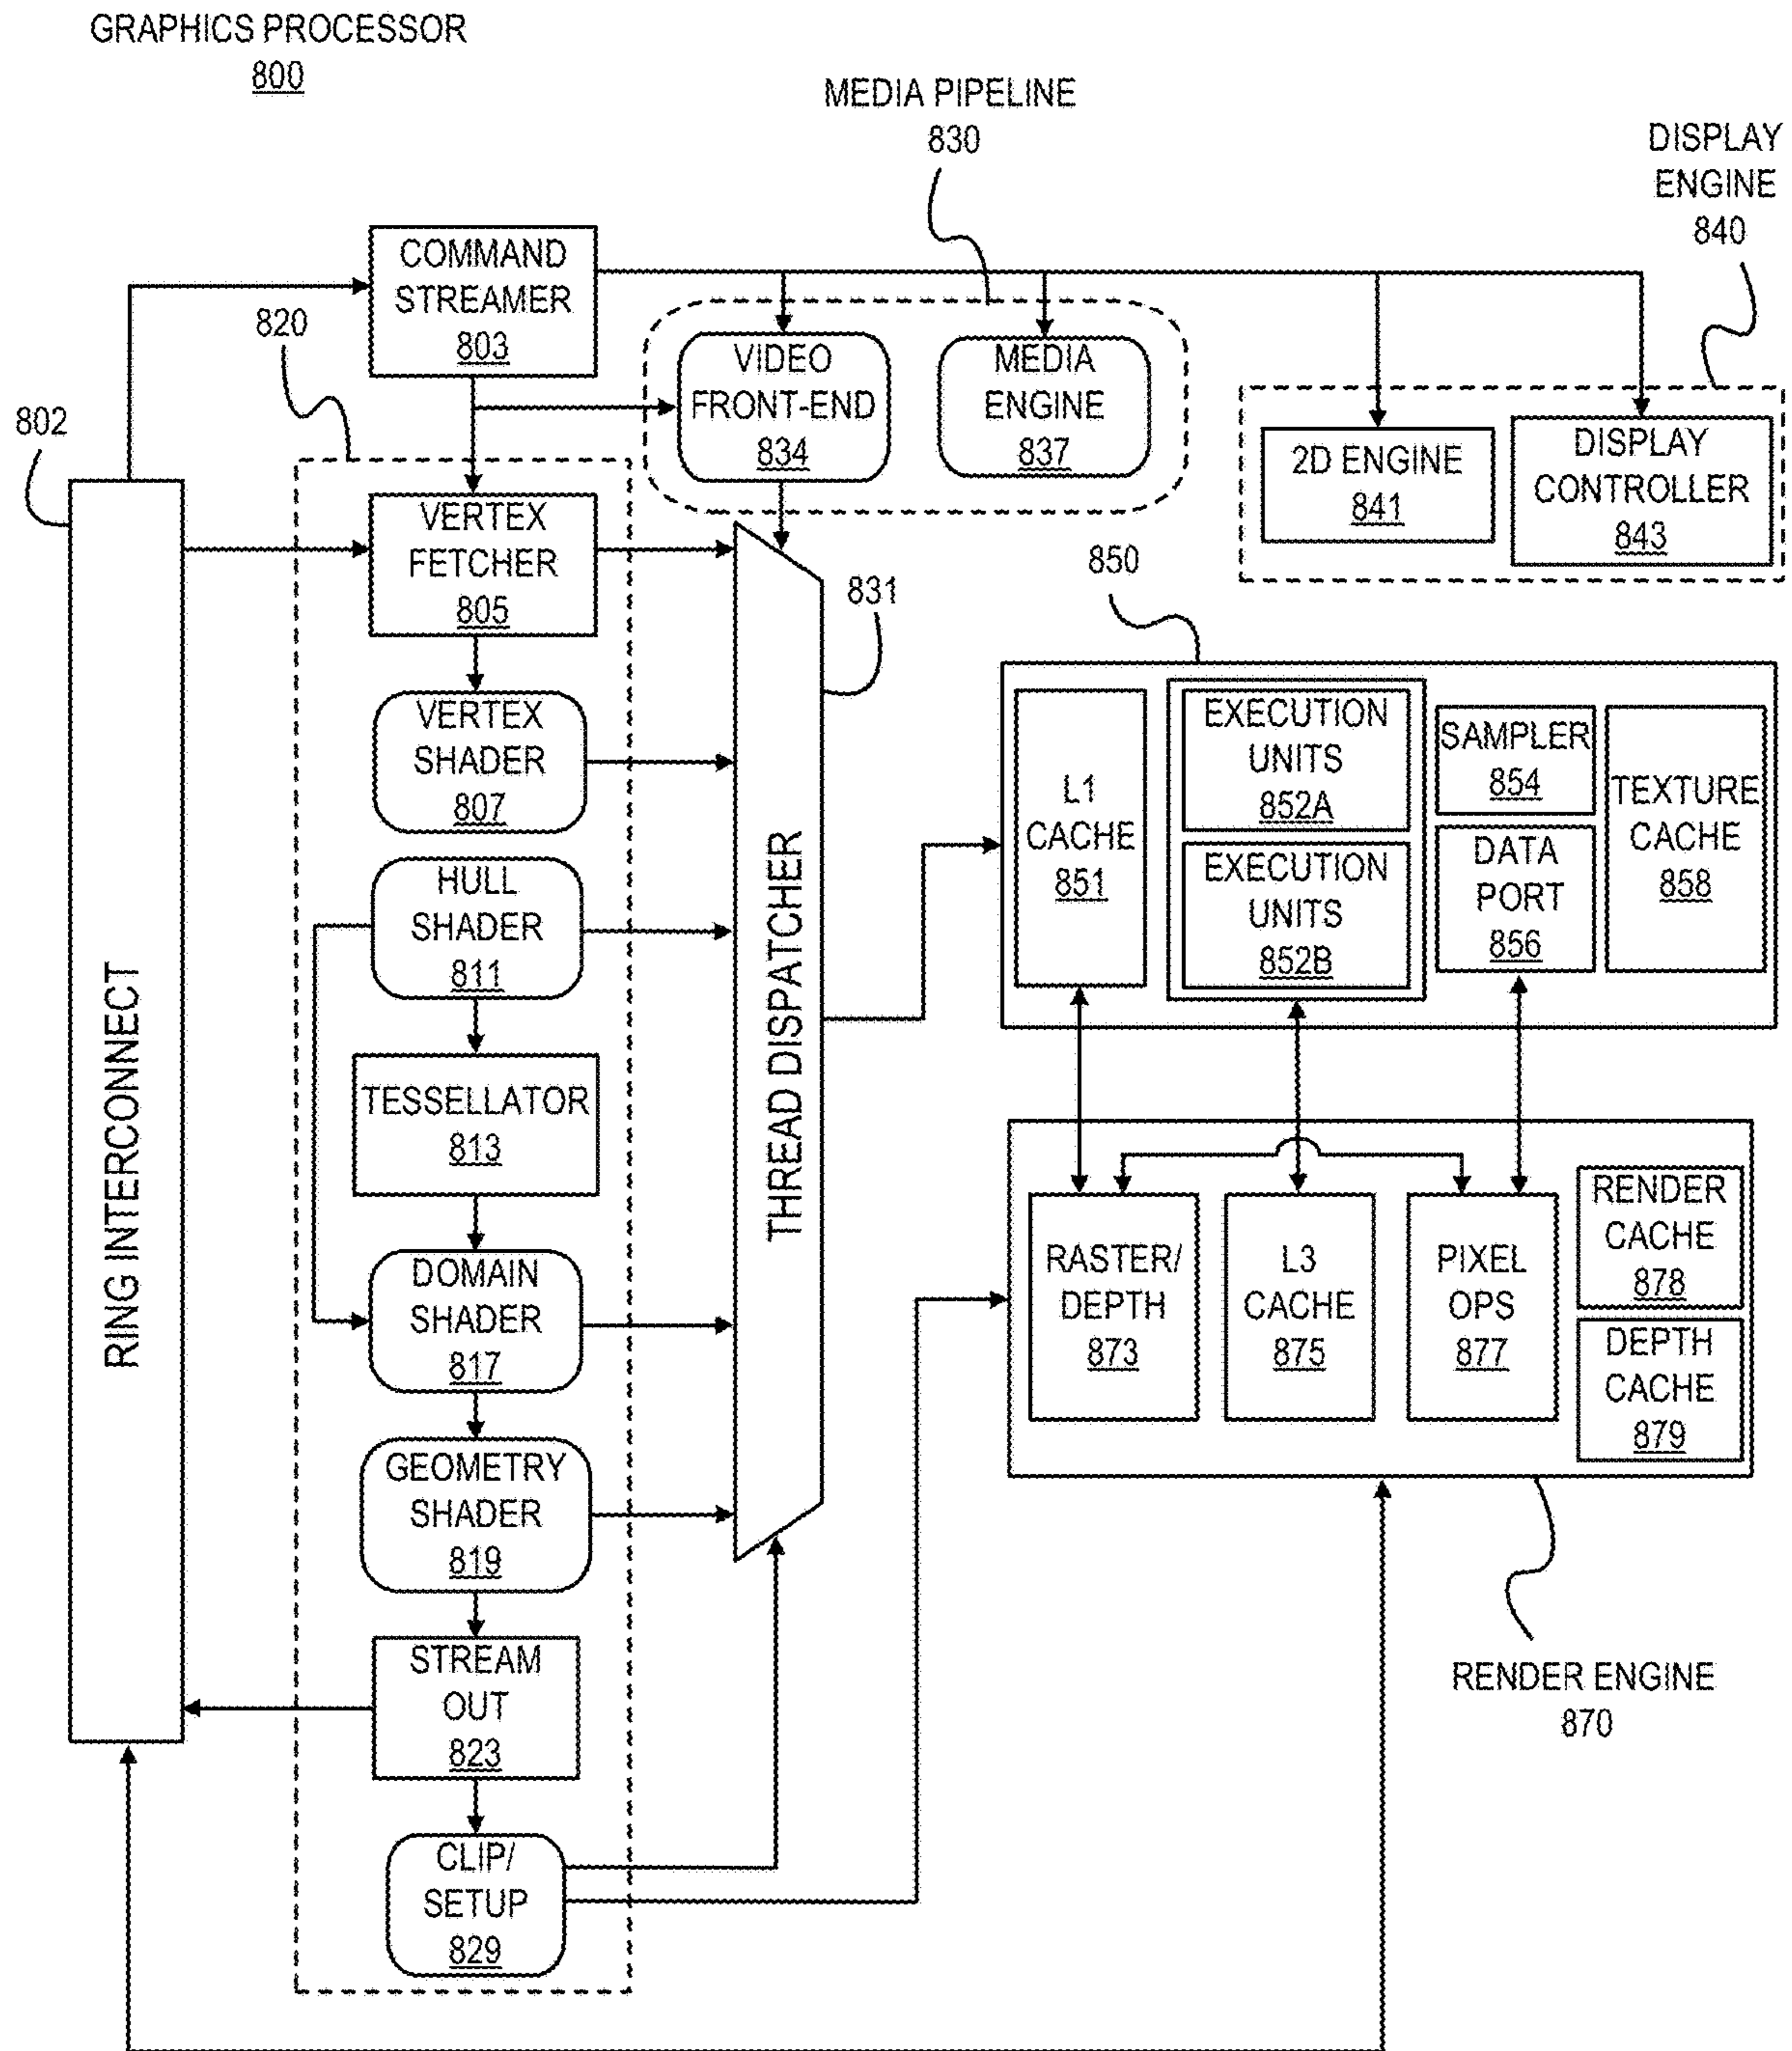 GRAPHICS PROCESSOR
800
MEDIA PIPELINE
830
DISPLAY
ENGINE
840
COMMAND
STREAMER
803
820
802
VIDEO
FRONT-END
834
MEDIA
ENGINE
837
2D ENGINE
841
DISPLAY
CONTROLLER
843
RING INTERCONNECT
VERTEX
FETCHER
805
VERTEX
SHADER
807
HULL
SHADER
811
TESSELLATOR
813
DOMAIN
SHADER
817
GEOMETRY
SHADER
819
STREAM
OUT
823
CLIP/
SETUP
829
THREAD DISPATCHER
831
850
L1
CACHE
851
EXECUTION
UNITS
852A
EXECUTION
UNITS
852B
SAMPLER
854
DATA
PORT
856
TEXTURE
CACHE
858
RASTER/
DEPTH
873
L3
CACHE
875
PIXEL
OPS
877
RENDER
CACHE
878
DEPTH
CACHE
879
RENDER ENGINE
870